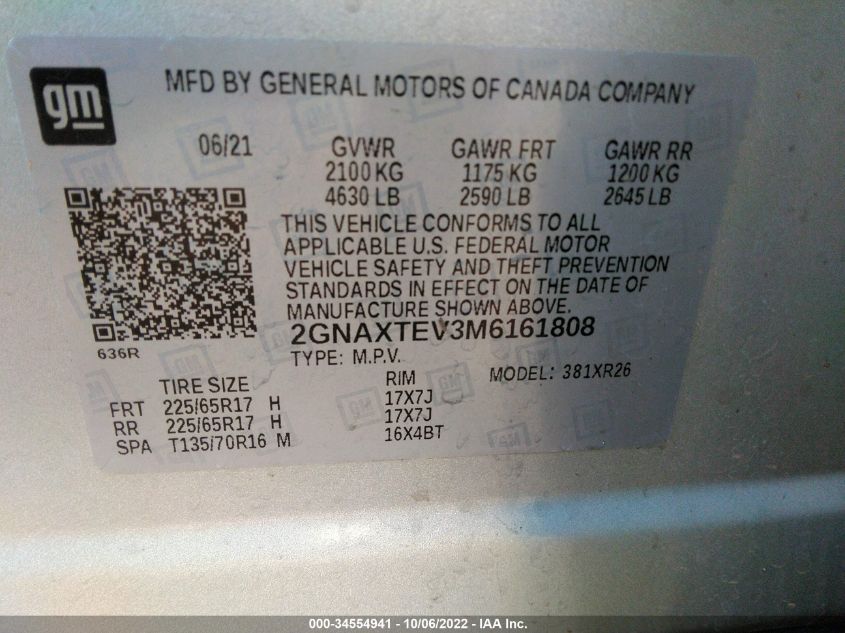 gm
MFD BY GENERAL MOTORS OF CANADA COMPANY
06/21 GVWR GAWR FRT GAWR RR
2100 KG 1175 KG 1200 KG
4630 LB 2590 LB 2645 LB
THIS VEHICLE CONFORMS TO ALL
APPLICABLE U.S. FEDERAL MOTOR
VEHICLE SAFETY AND THEFT PREVENTION
STANDARDS IN EFFECT ON THE DATE OF
MANUFACTURE SHOWN ABOVE.
2GNAXTEV3M6161808
636R
TYPE: M.P.V.
MODEL: 381XR26
TIRE SIZE RIM
FRT 225/65R17 H 17X7J
RR 225/65R17 H 17X7J
SPA T135/70R16 M 16X4BT
000-34554941 - 10/06/2022 - IAA Inc.